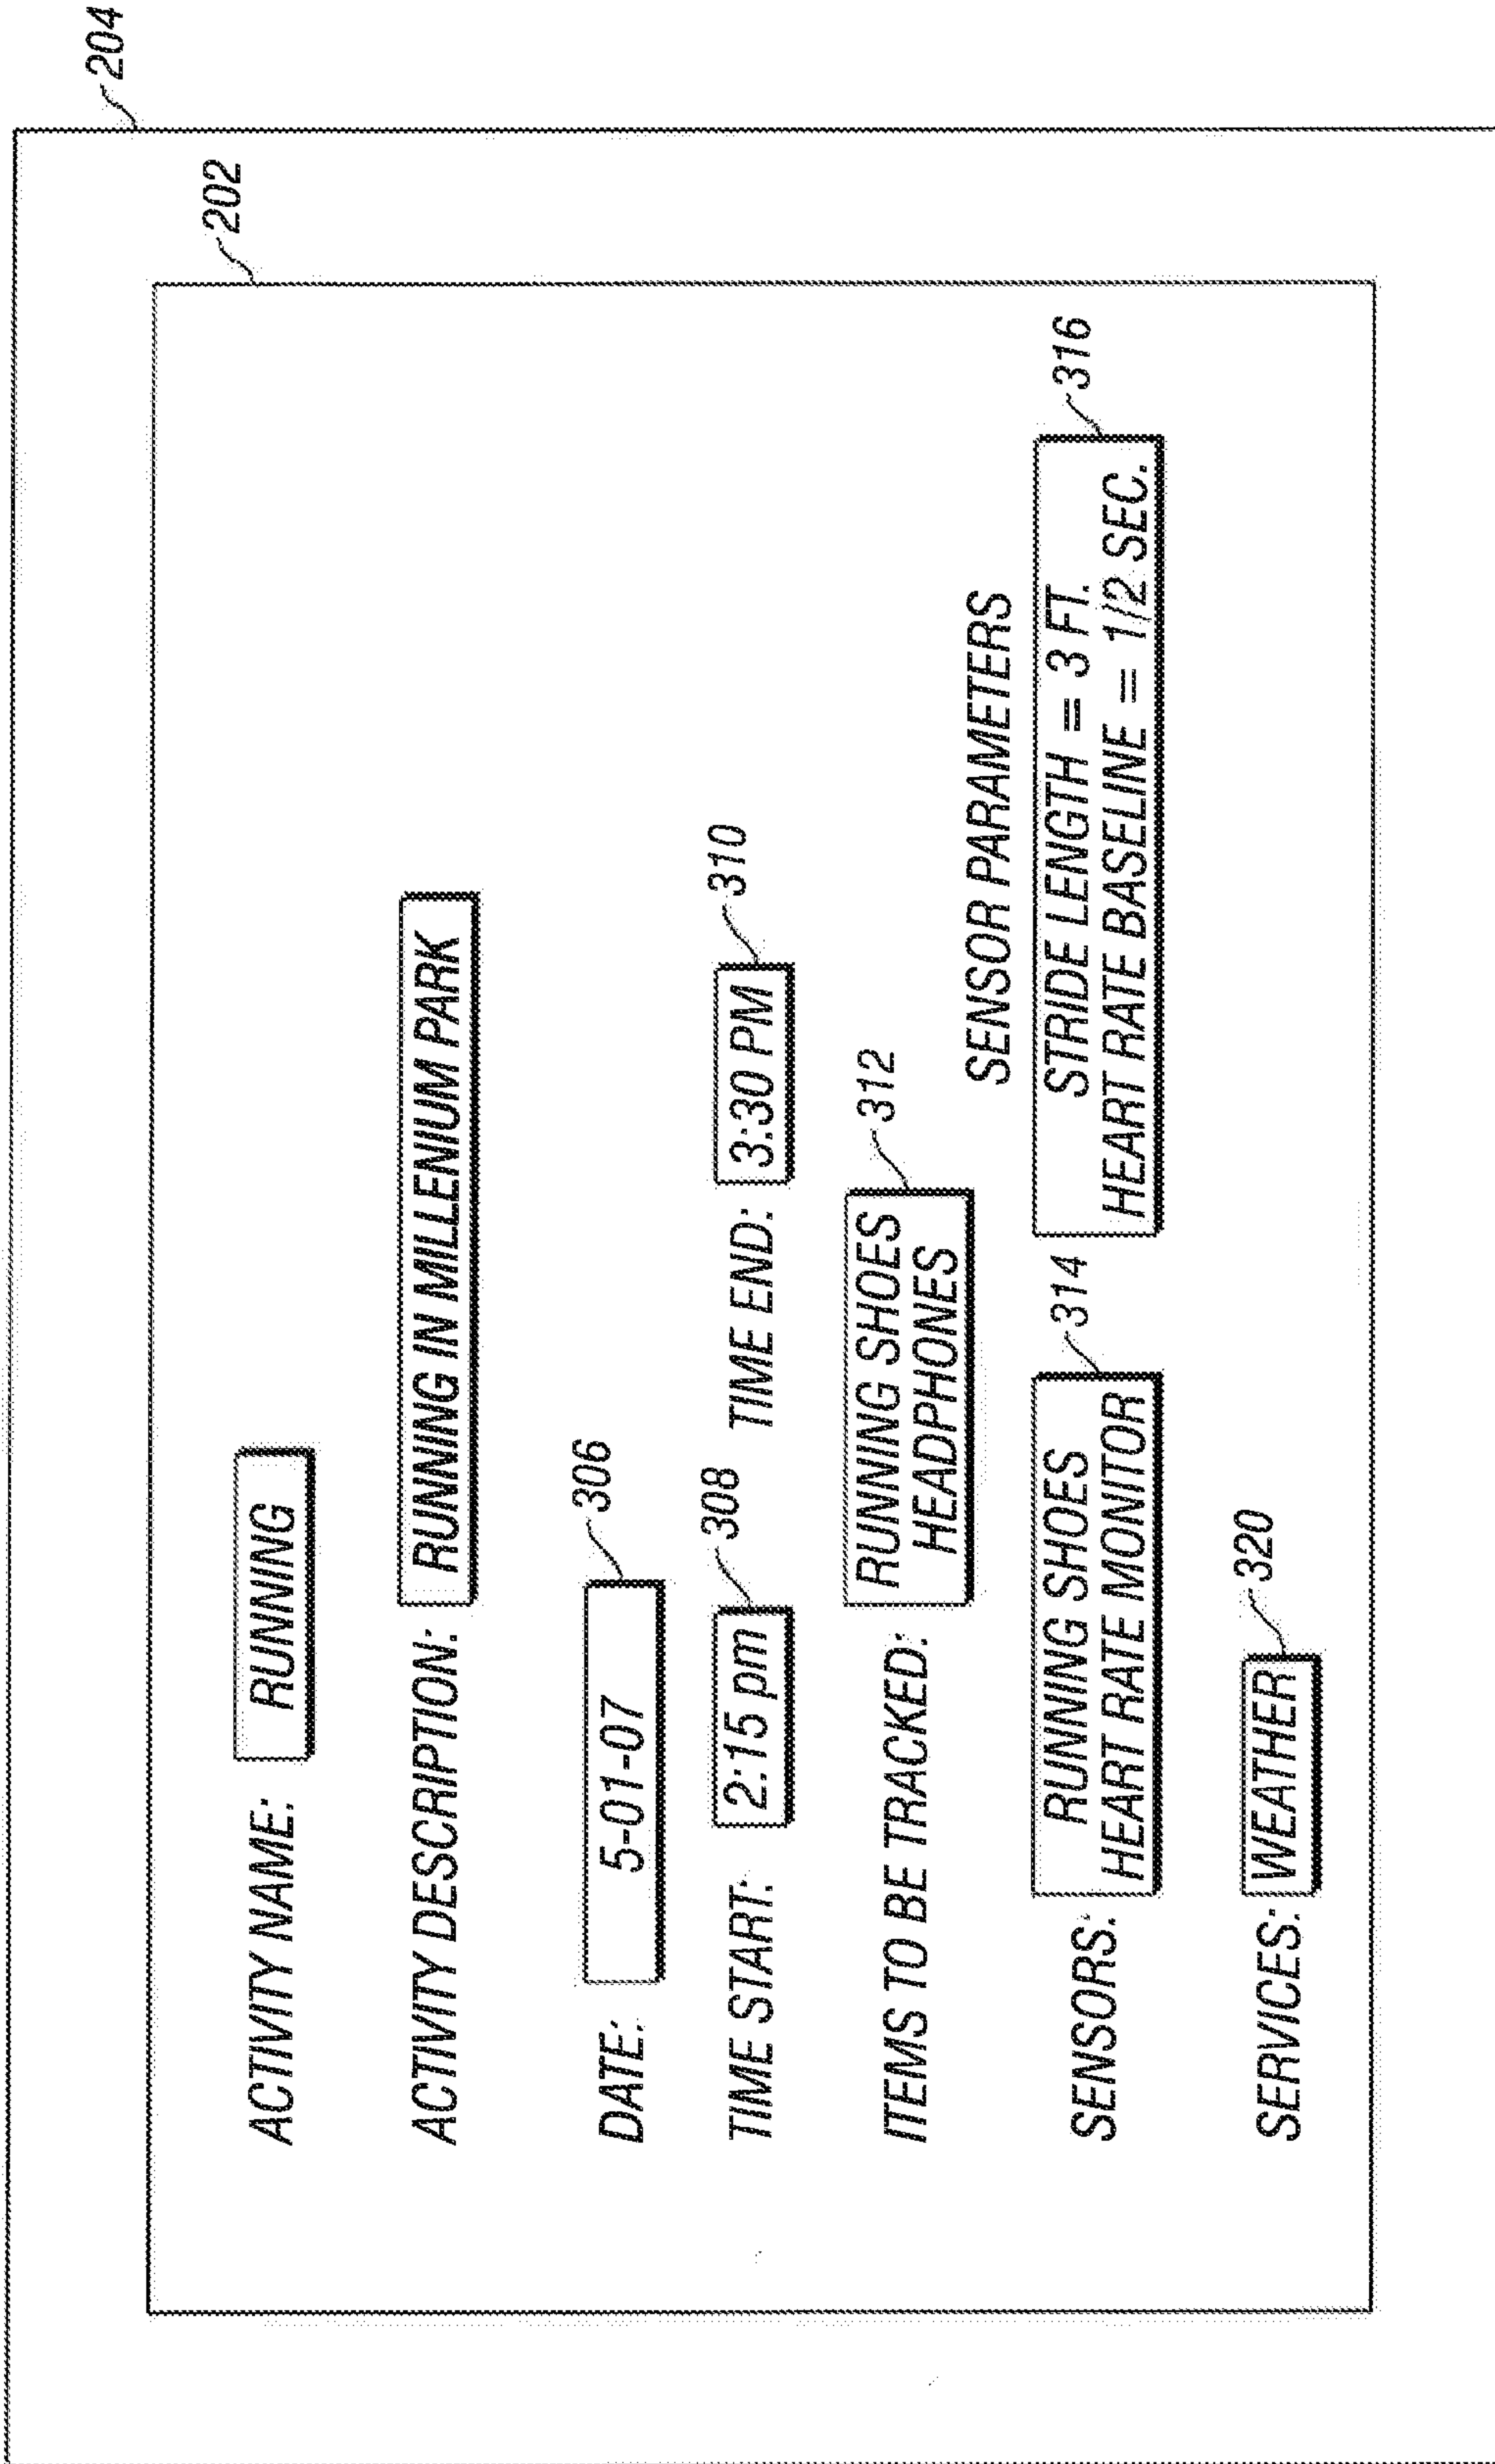 204
202
ACTIVITY NAME: RUNNING
ACTIVITY DESCRIPTION: RUNNING IN MILLENIUM PARK
306
DATE: 5-01-07
308 310
TIME START: 2:15 pm TIME END: 3:30 PM
312
ITEMS TO BE TRACKED: RUNNING SHOES
HEADPHONES
SENSOR PARAMETERS
314 316
SENSORS: RUNNING SHOES STRIDE LENGTH = 3 FT.
HEART RATE MONITOR HEART RATE BASELINE = 1/2 SEC.
320
SERVICES: WEATHER